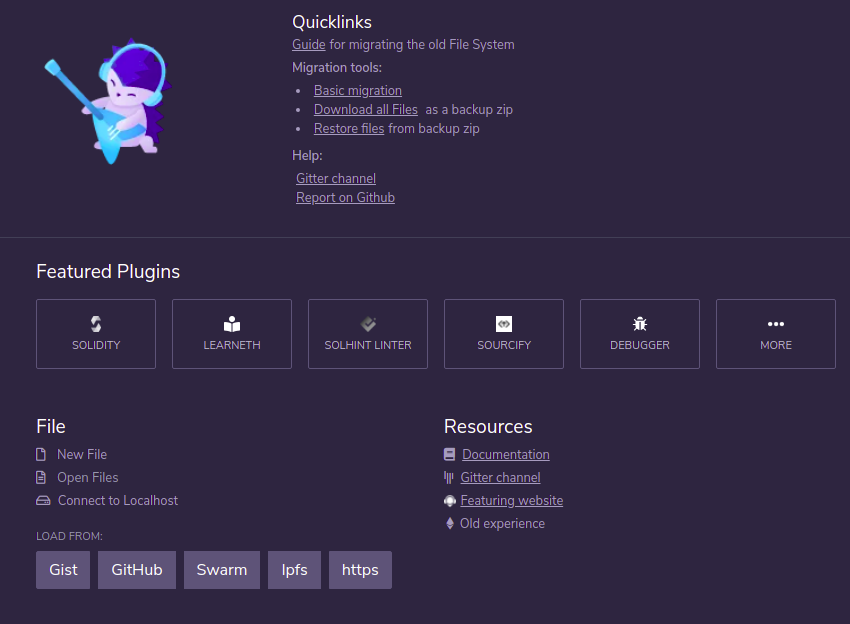 Quicklinks
Guide for migrating the old File System
Migration tools:
• Basic migration
• Download all Files as a backup zip
• Restore files from backup zip
Help:
Gitter channel
Report on Github
Featured Plugins
SOLIDITY
LEARNETH
SOLHINT LINTER
SOURCIFY
DEBUGGER
MORE
File
New File
Open Files
Connect to Localhost
LOAD FROM:
Gist
GitHub
Swarm
Ipfs
https
Resources
Documentation
Gitter channel
Featuring website
Old experience